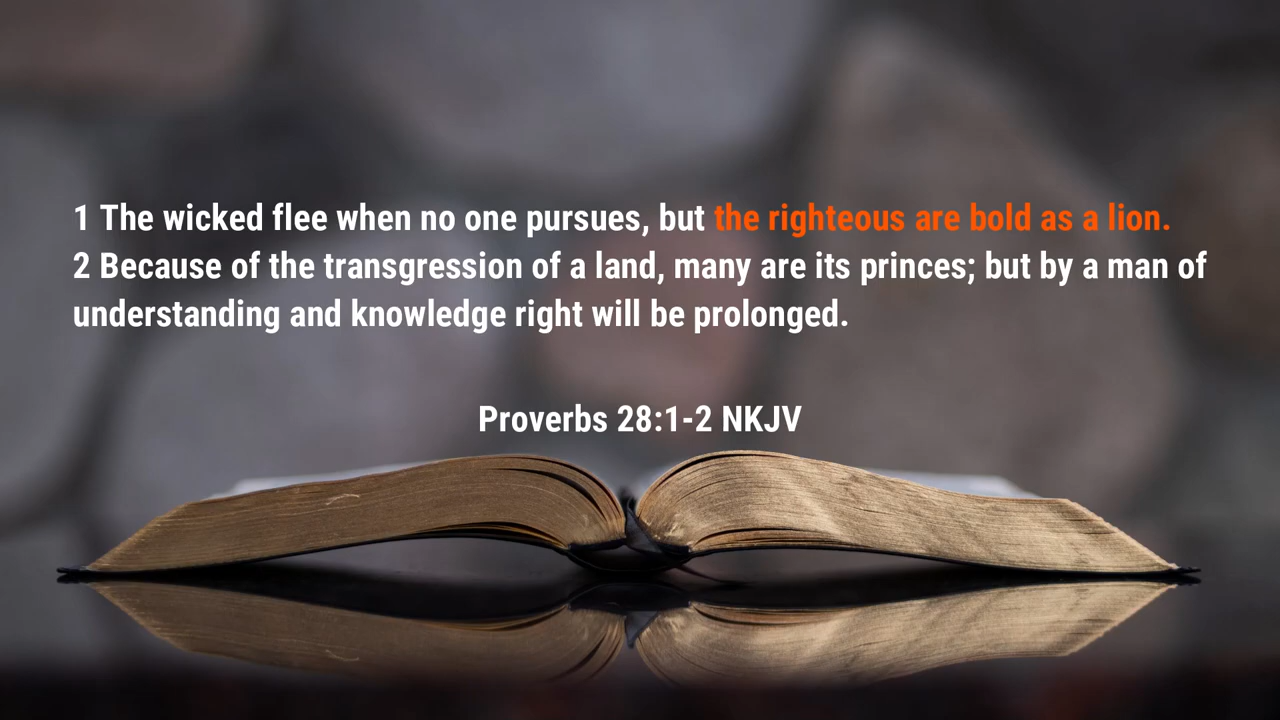 1 The wicked flee when no one pursues, but the righteous are bold as a lion.
2 Because of the transgression of a land, many are its princes; but by a man of
understanding and knowledge right will be prolonged.
Proverbs 28:1-2 NKJV